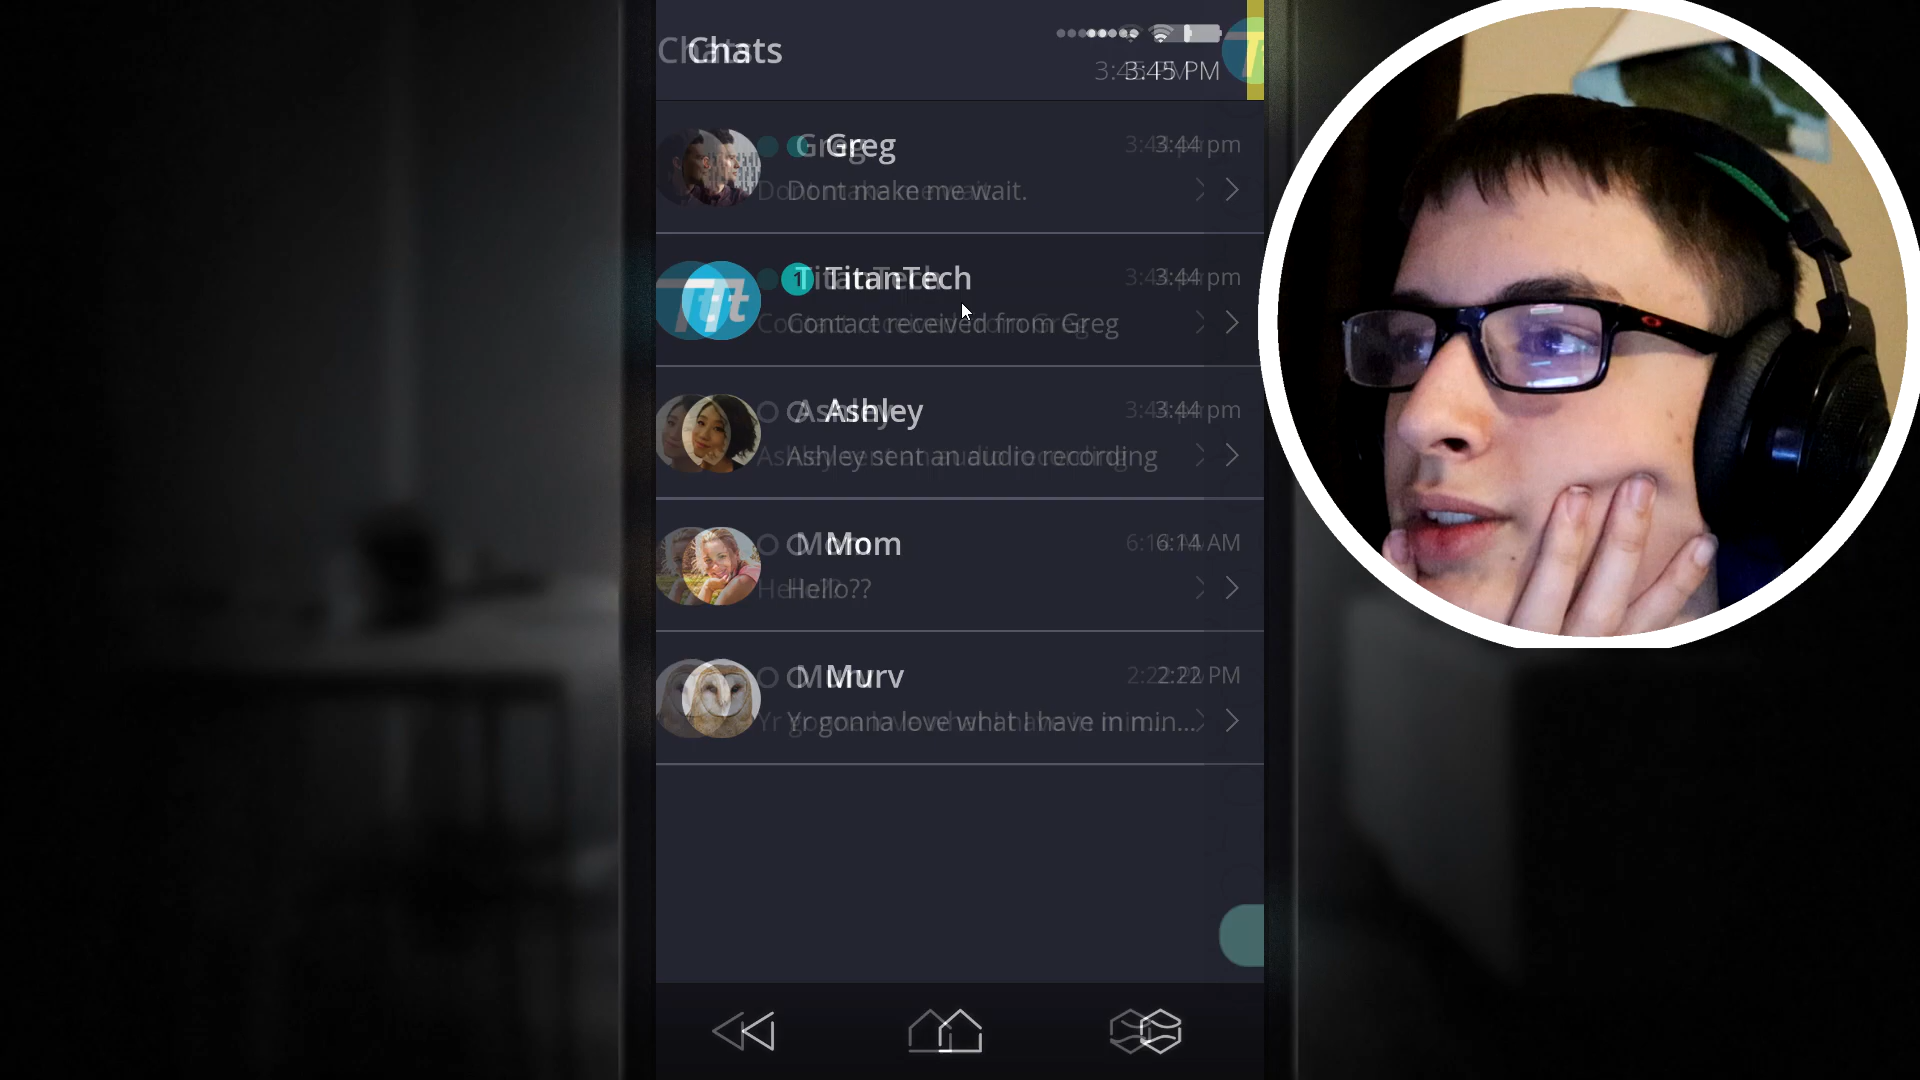 Chats
3:45 PM
Greg
3:44 pm
Dont make me wait.
1
TitanTech
3:44 pm
Contact received from Greg
Ashley
3:44 pm
Ashley sent an audio recording
Mom
6:14 AM
Hello??
Murv
2:22 PM
Yr gonna love what I have in min...